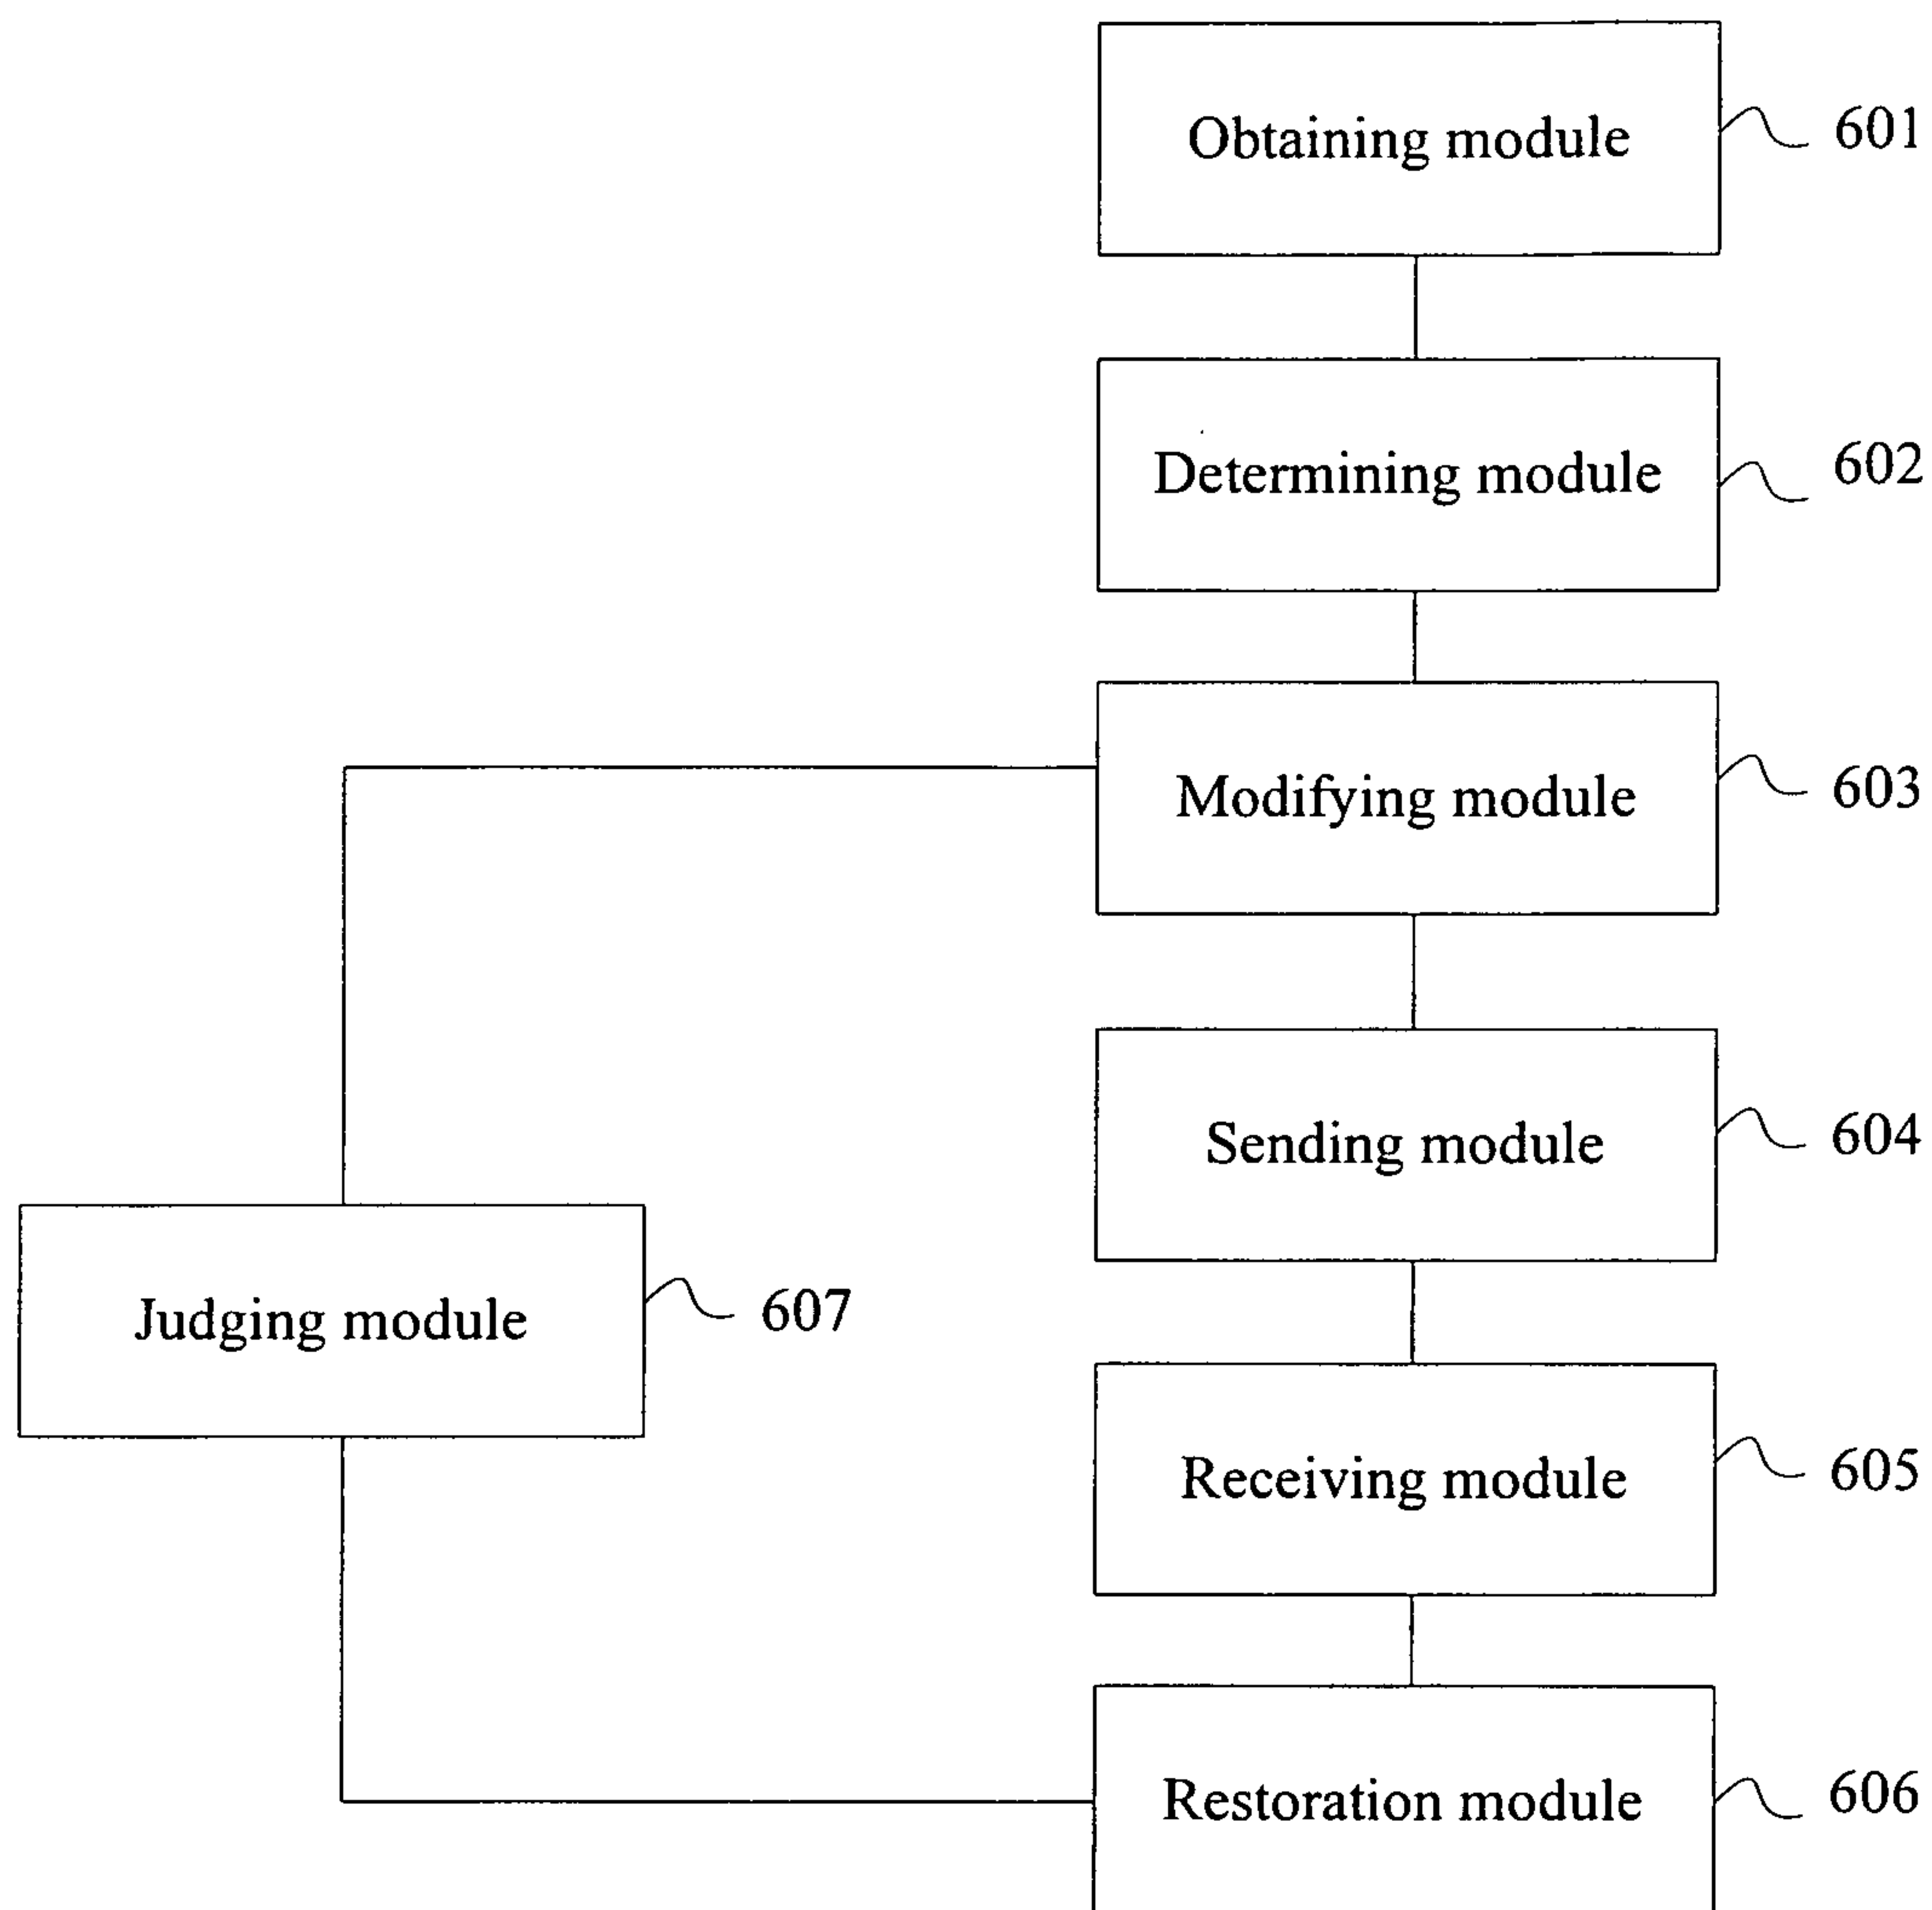 Obtaining module
601
Determining module
602
Modifying module
603
Sending module
604
Judging module
607
Receiving module
605
Restoration module
606